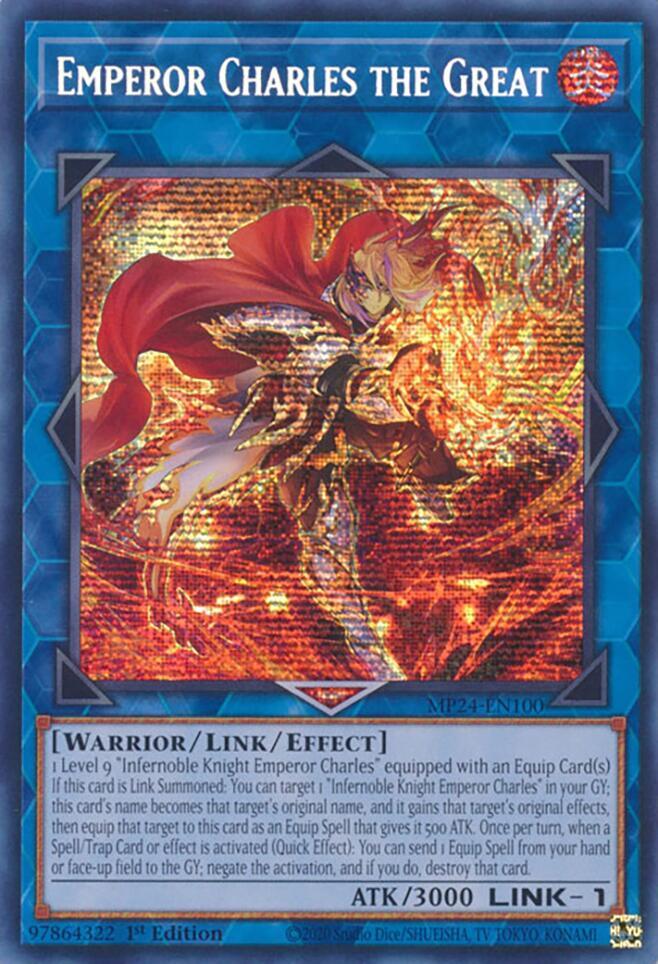 EMPEROR CHARLES THE GREAT
炎
MP24-EN100
[WARRIOR/LINK/EFFECT]
1 Level 9 "Infernoble Knight Emperor Charles" equipped with an Equip Card(s)
If this card is Link Summoned: You can target 1 "Infernoble Knight Emperor Charles" in your GY;
this card's name becomes that target's original name, and it gains that target's original effects,
then equip that target to this card as an Equip Spell that gives it 500 ATK. Once per turn, when a
Spell/Trap Card or effect is activated (Quick Effect): You can send 1 Equip Spell from your hand
or face-up field to the GY; negate the activation, and if you do, destroy that card.
ATK/3000 LINK-1
97864322 1st Edition ©2020 Studio Dice/SHUEISHA, TV TOKYO, KONAMI